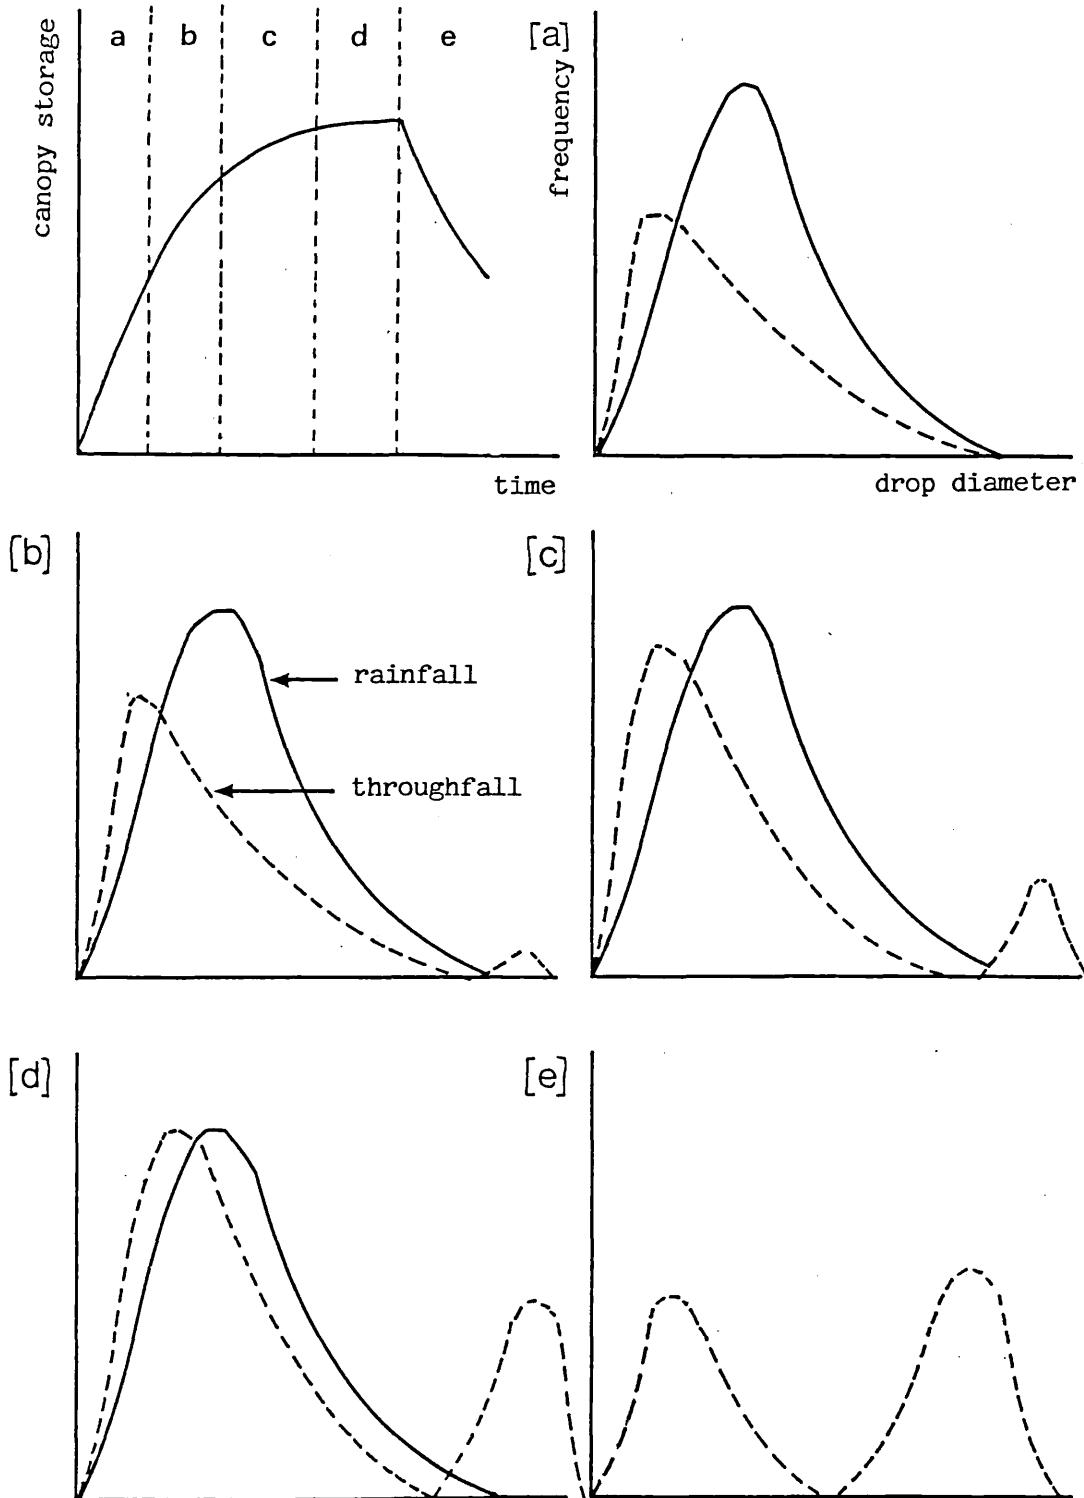 canopy storage
a b c d e
time
[a]
frequency
drop diameter
[b]
rainfall
throughfall
[c]
[d]
[e]